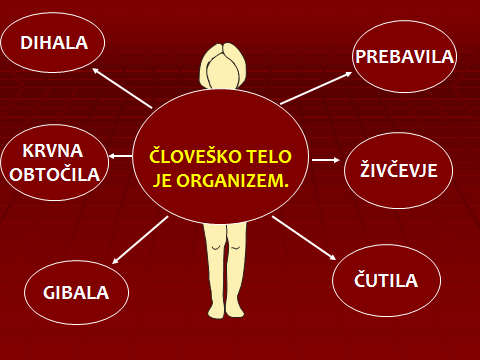 DIHALA
PREBAVILA
KRVNA
OBTOČILA
ČLOVEŠKO TELO
JE ORGANIZEM.
ŽIVČEVJE
GIBALA
ČUTILA